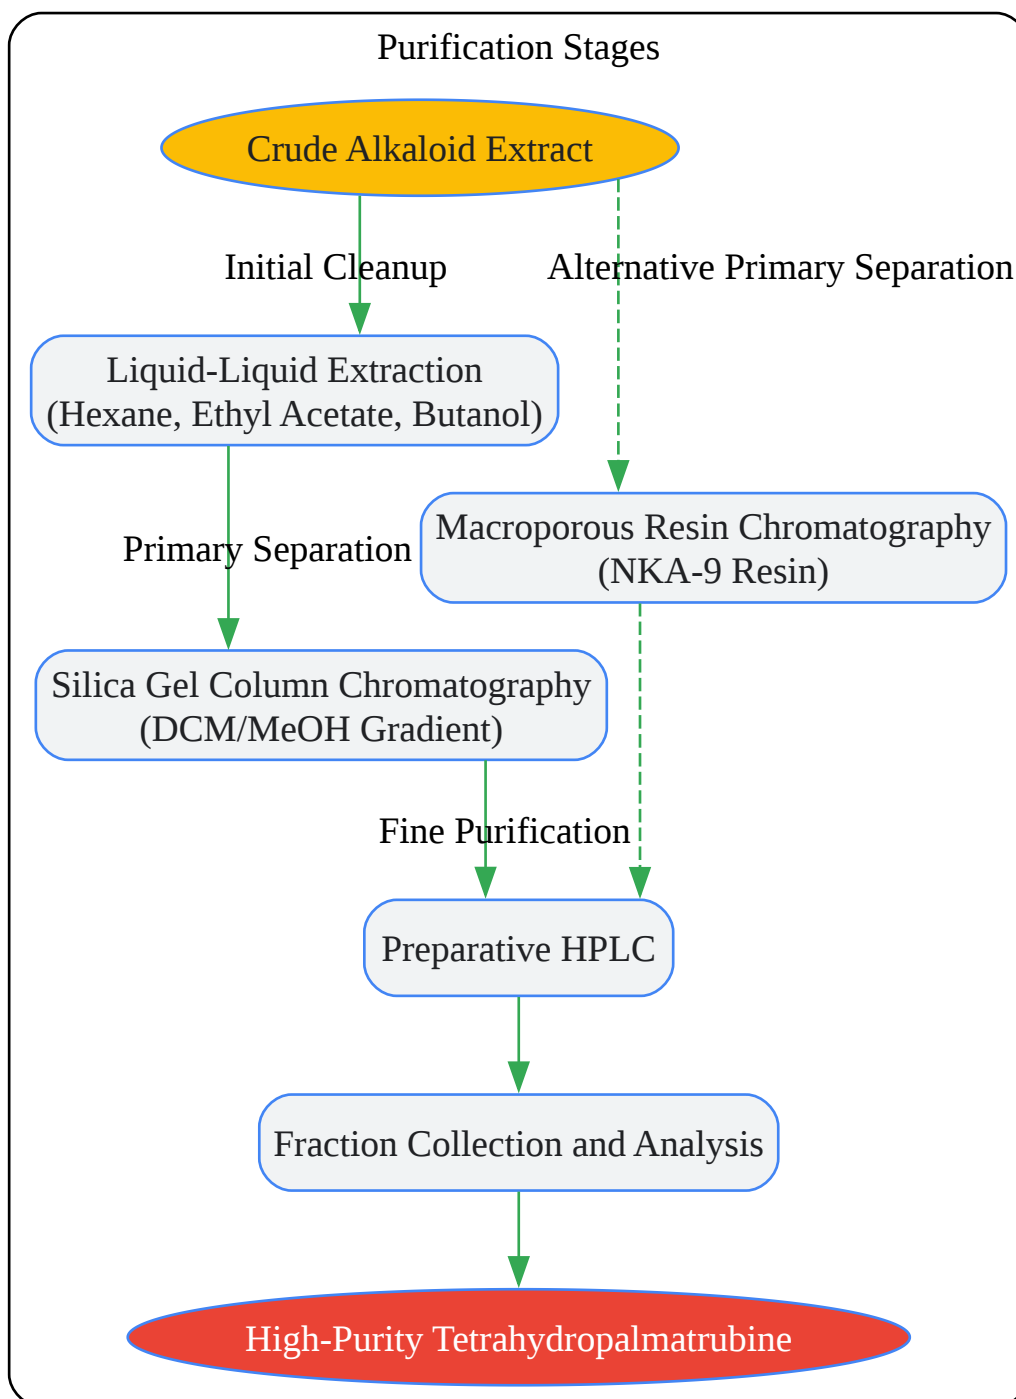 Purification Stages
Crude Alkaloid Extract
Initial Cleanup
Alternative Primary Separation
Liquid-Liquid Extraction
(Hexane, Ethyl Acetate, Butanol)
Macroporous Resin Chromatography
(NKA-9 Resin)
Primary Separation
Silica Gel Column Chromatography
(DCM/MeOH Gradient)
Fine Purification
Preparative HPLC
Fraction Collection and Analysis
High-Purity Tetrahydropalmatrubine